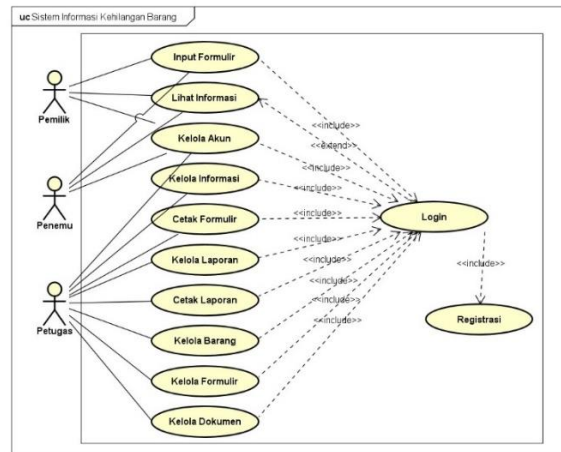 uc Sistem Informasi Kehilangan Barang
Input Formulir
Pemilik
Lihat Informasi
<<include>>
<<extend>>
Kelola Akun
<<include>>
Kelola Informasi
<<include>>
Penemu
Cetak Formulir
<<include>>
Login
Kelola Laporan
<<include>>
<<include>>
Cetak Laporan
<<include>>
<<include>>
Petugas
Registrasi
Kelola Barang
<<include>>
<<include>>
Kelola Formulir
Kelola Dokumen